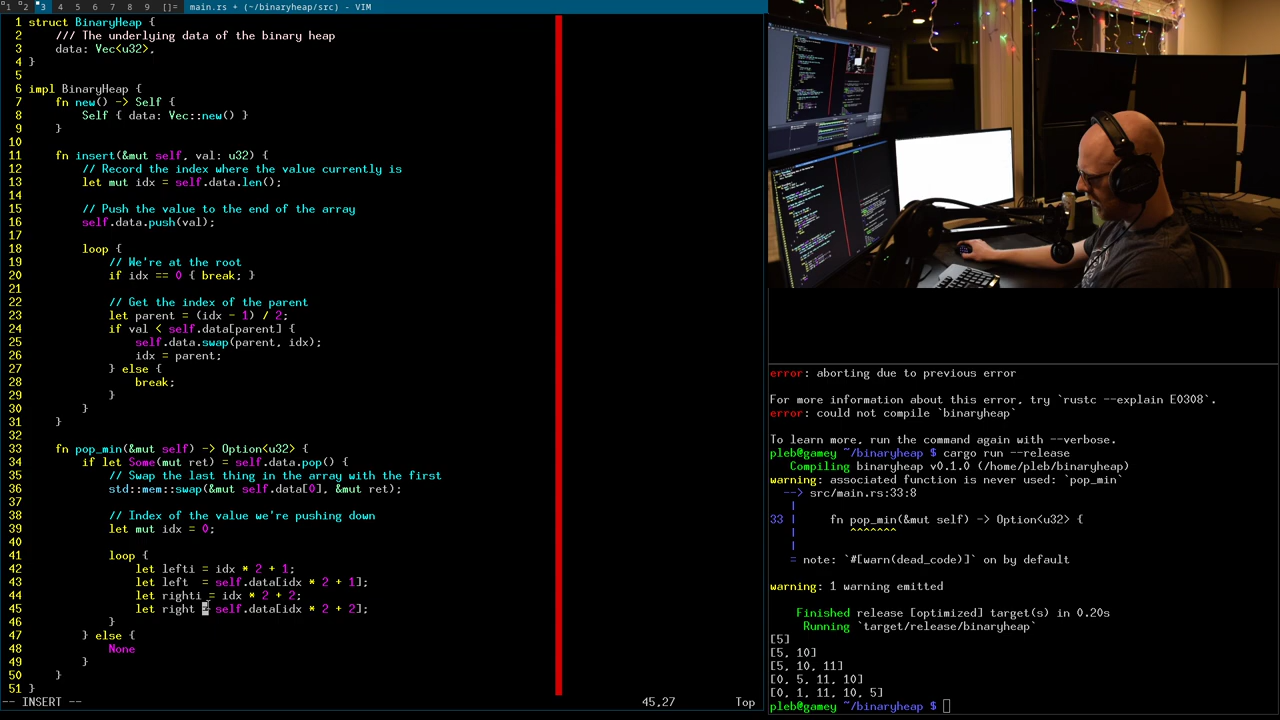 1 2 3 4 5 6 7 8 9 []= main.rs + (~/binaryheap/src) - VIM
1 struct BinaryHeap {
2     /// The underlying data of the binary heap
3     data: Vec<u32>,
4 }
5
6 impl BinaryHeap {
7     fn new() -> Self {
8         Self { data: Vec::new() }
9     }
10
11     fn insert(&mut self, val: u32) {
12         // Record the index where the value currently is
13         let mut idx = self.data.len();
14
15         // Push the value to the end of the array
16         self.data.push(val);
17
18         loop {
19             // We're at the root
20             if idx == 0 { break; }
21
22             // Get the index of the parent
23             let parent = (idx - 1) / 2;
24             if val < self.data[parent] {
25                 self.data.swap(parent, idx);
26                 idx = parent;
27             } else {
28                 break;
29             }
30         }
31     }
32
33     fn pop_min(&mut self) -> Option<u32> {
34         if let Some(mut ret) = self.data.pop() {
35             // Swap the last thing in the array with the first
36             std::mem::swap(&mut self.data[0], &mut ret);
37
38             // Index of the value we're pushing down
39             let mut idx = 0;
40
41             loop {
42                 let lefti = idx * 2 + 1;
43                 let left  = self.data[idx * 2 + 1];
44                 let righti = idx * 2 + 2;
45                 let right = self.data[idx * 2 + 2];
46             }
47         } else {
48             None
49         }
50     }
51 }
-- INSERT -- 45,27 Top
error: aborting due to previous error
For more information about this error, try `rustc --explain E0308`.
error: could not compile `binaryheap`
To learn more, run the command again with --verbose.
pleb@gamey ~/binaryheap $ cargo run --release
   Compiling binaryheap v0.1.0 (/home/pleb/binaryheap)
warning: associated function is never used: `pop_min`
  --> src/main.rs:33:8
   |
33 |     fn pop_min(&mut self) -> Option<u32> {
   |        ^^^^^^^
   |
   = note: `#[warn(dead_code)]` on by default
warning: 1 warning emitted
    Finished release [optimized] target(s) in 0.20s
     Running `target/release/binaryheap`
[5]
[5, 10]
[5, 10, 11]
[0, 5, 11, 10]
[0, 1, 11, 10, 5]
pleb@gamey ~/binaryheap $